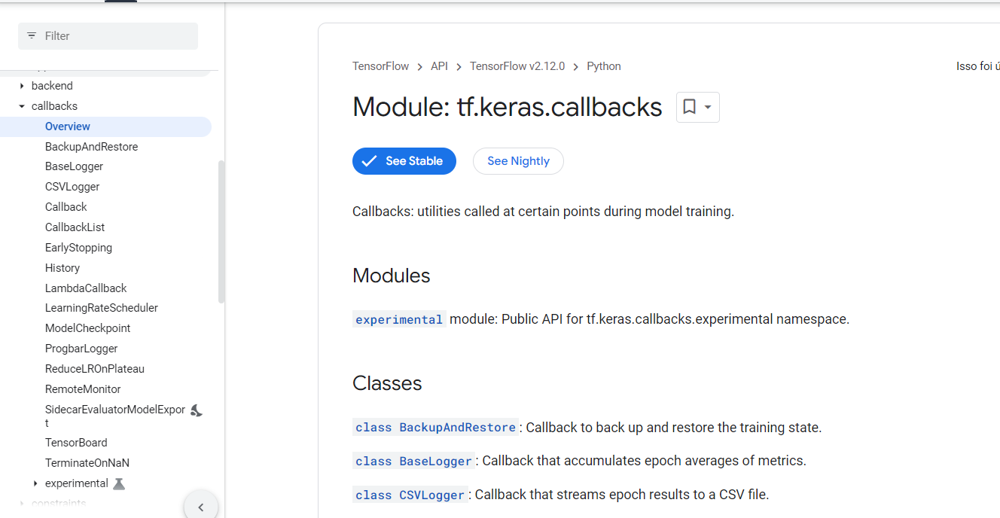 Filter
backend
callbacks
Overview
BackupAndRestore
BaseLogger
CSVLogger
Callback
CallbackList
EarlyStopping
History
LambdaCallback
LearningRateScheduler
ModelCheckpoint
ProgbarLogger
ReduceLROnPlateau
RemoteMonitor
SidecarEvaluatorModelExpor
t
TensorBoard
TerminateOnNaN
experimental
constraints
TensorFlow > API > TensorFlow v2.12.0 > Python
Isso foi
Module: tf.keras.callbacks
See Stable
See Nightly
Callbacks: utilities called at certain points during model training.
Modules
experimental module: Public API for tf.keras.callbacks.experimental namespace.
Classes
class BackupAndRestore: Callback to back up and restore the training state.
class BaseLogger: Callback that accumulates epoch averages of metrics.
class CSVLogger: Callback that streams epoch results to a CSV file.